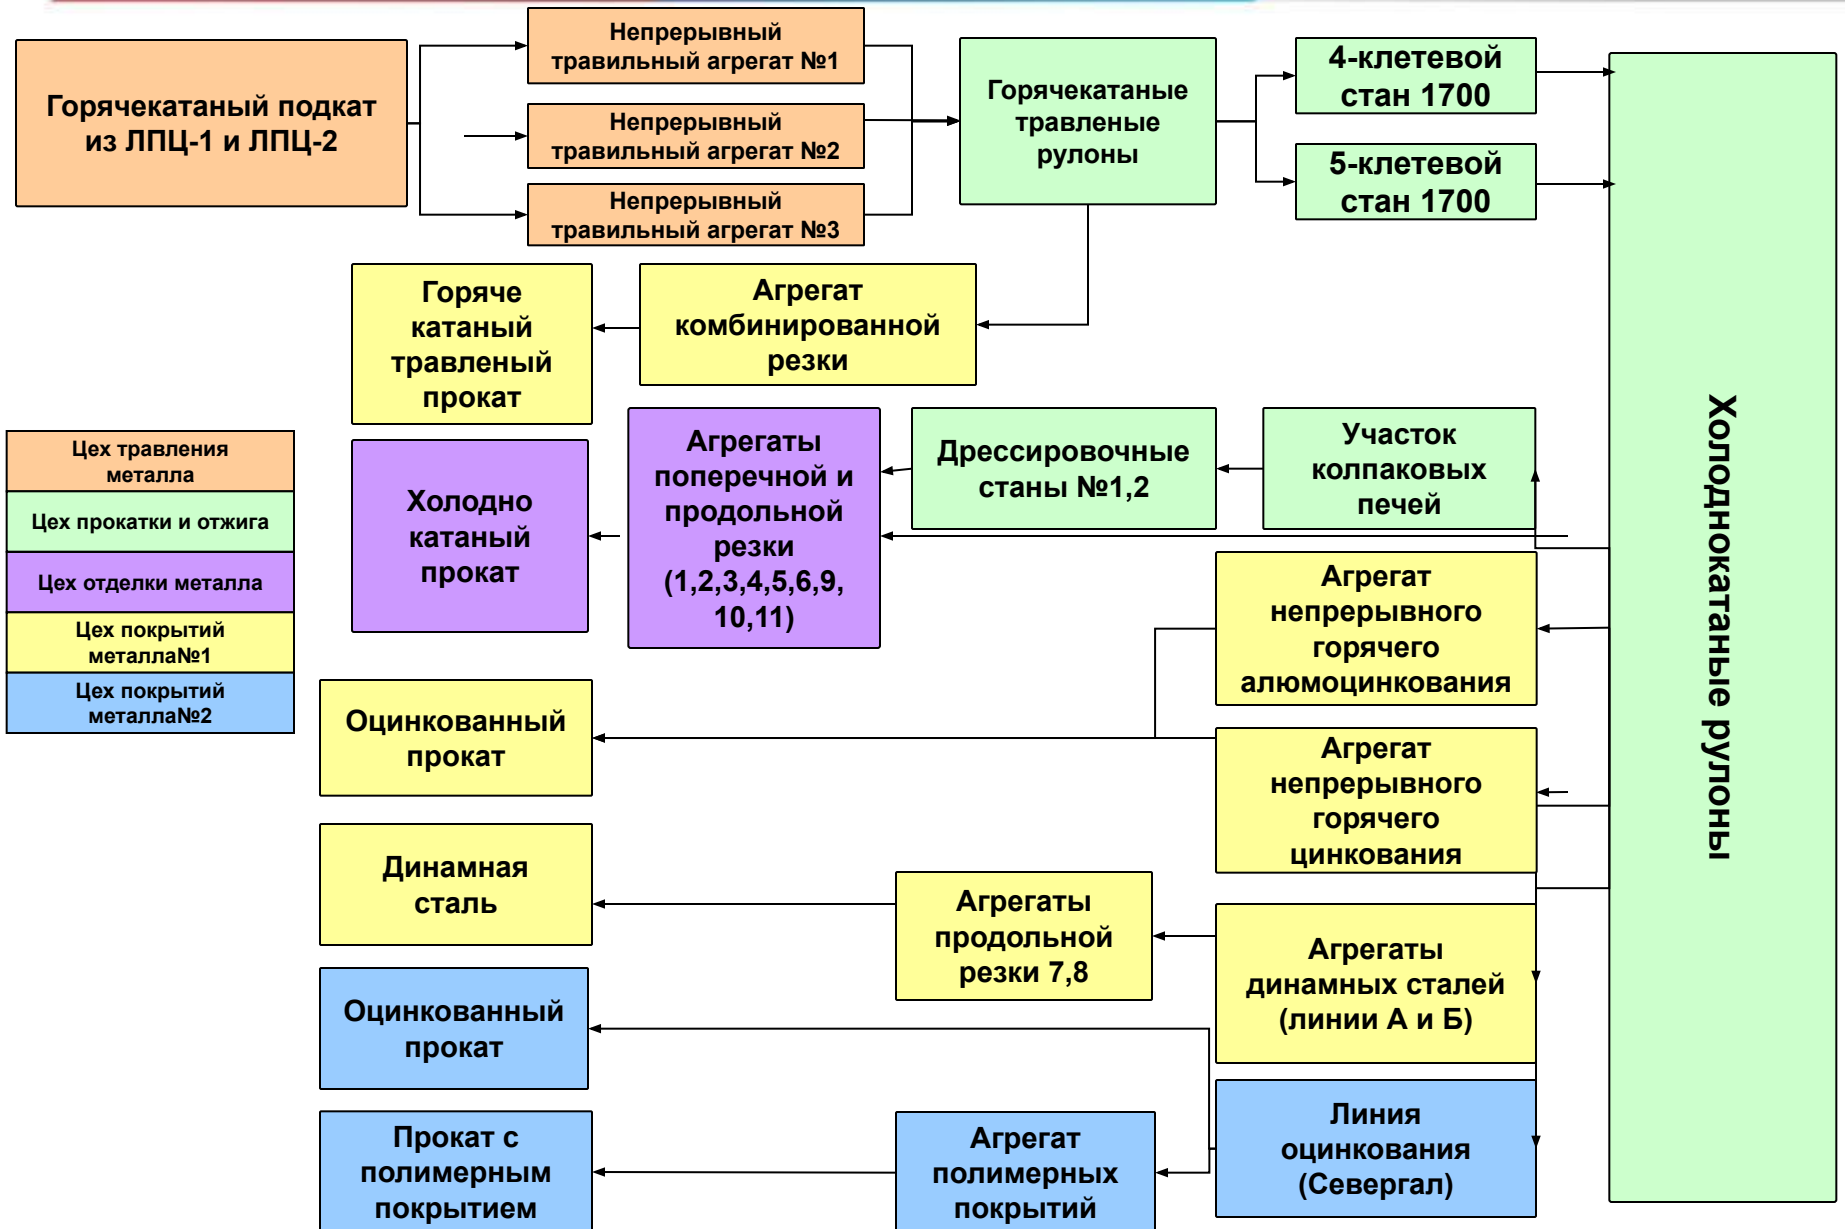 Горячекатаный подкат
из ЛПЦ-1 и ЛПЦ-2
Непрерывный
травильный агрегат №1
Непрерывный
травильный агрегат №2
Непрерывный
травильный агрегат №3
Горячекатаные
травленые
рулоны
4-клетевой
стан 1700
5-клетевой
стан 1700
Холоднокатаные рулоны
Горяче
катаный
травленый
прокат
Агрегат
комбинированной
резки
Холодно
катаный
прокат
Агрегаты
поперечной и
продольной
резки
(1,2,3,4,5,6,9,
10,11)
Дрессировочные
станы №1,2
Участок
колпаковых
печей
Цех травления
металла
Цех прокатки и отжига
Цех отделки металла
Цех покрытий
металла№1
Цех покрытий
металла№2
Агрегат
непрерывного
горячего
алюмоцинкования
Оцинкованный
прокат
Агрегат
непрерывного
горячего
цинкования
Динамная
сталь
Агрегаты
продольной
резки 7,8
Агрегаты
динамных сталей
(линии А и Б)
Оцинкованный
прокат
Линия
оцинкования
(Севергал)
Прокат с
полимерным
покрытием
Агрегат
полимерных
покрытий